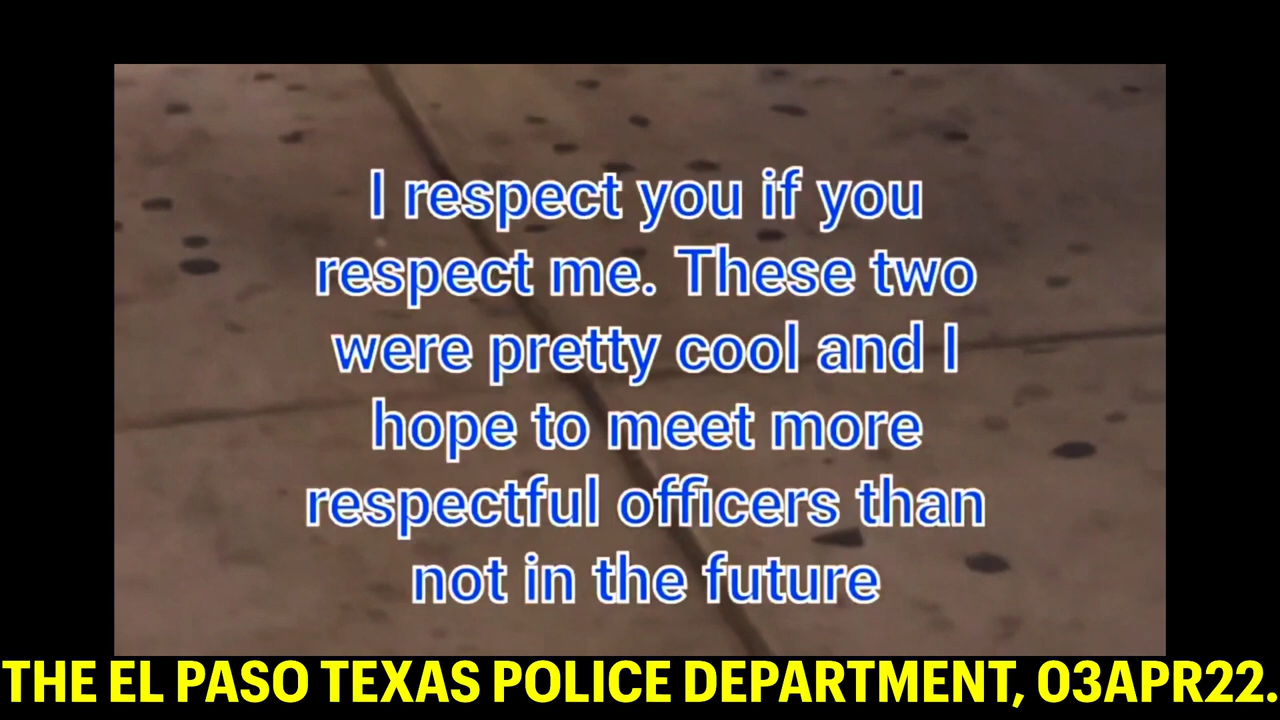 I respect you if you
respect me. These two
were pretty cool and I
hope to meet more
respectful officers than
not in the future
THE EL PASO TEXAS POLICE DEPARTMENT, 03APR22.